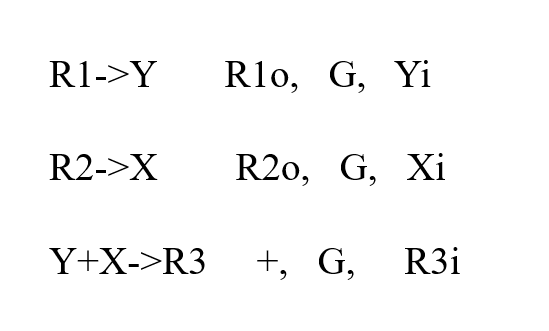 R1->Y R1o, G, Yi
R2->X R2o, G, Xi
Y+X->R3 +, G, R3i